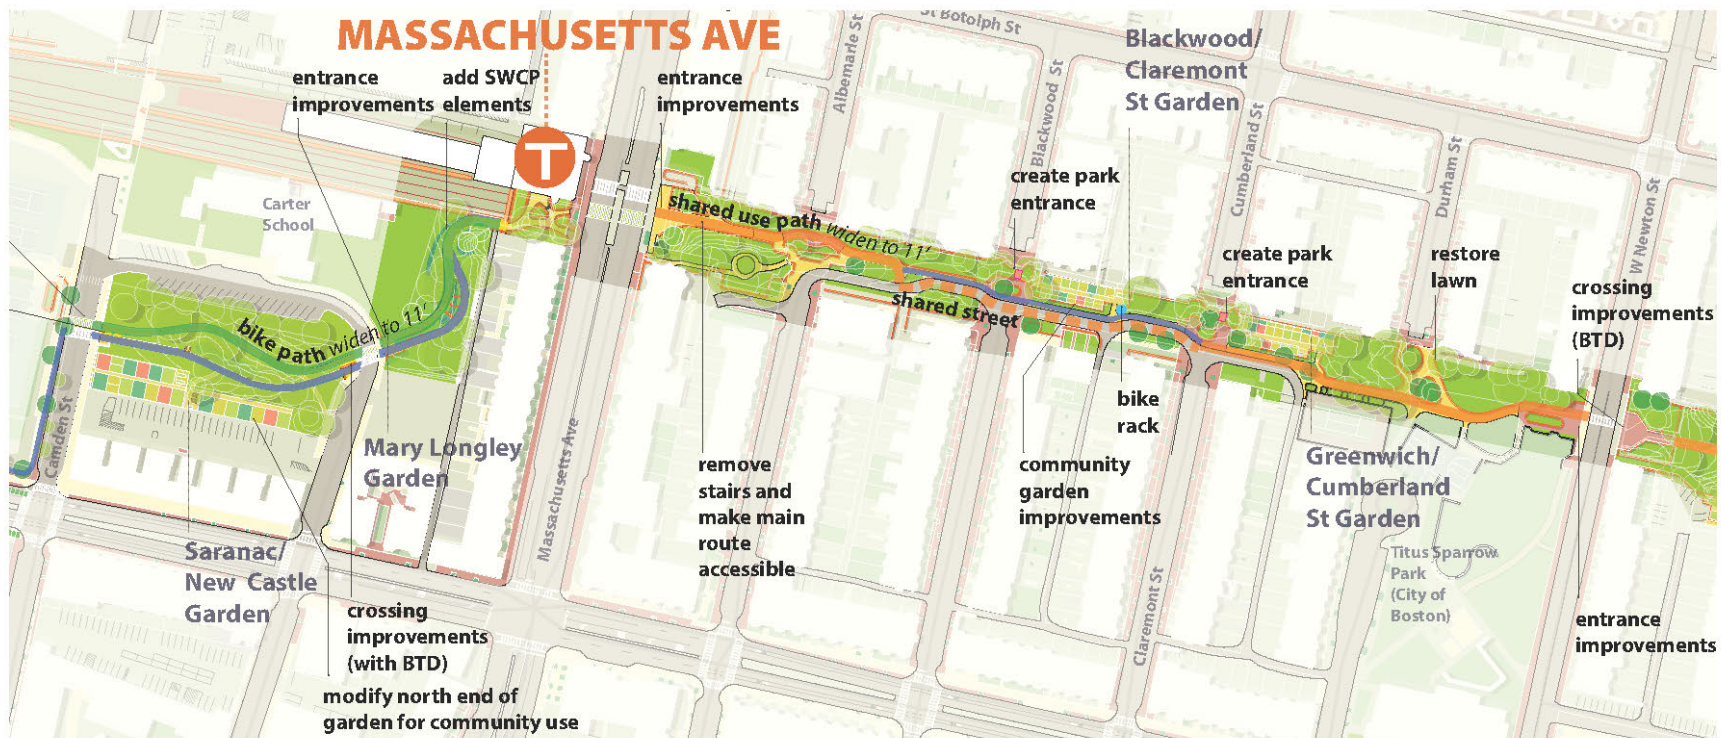 MASSACHUSETTS AVE
St Botolph St
Albemarle St
Blackwood St
Blackwood/
Claremont
St Garden
Cumberland St
Durham St
W Newton St
entrance
improvements
add SWCP
elements
T
entrance
improvements
Carter
School
shared use path widen to 11'
create park
entrance
create park
entrance
restore
lawn
crossing
improvements
(BTD)
shared street
bike path widen to 11'
bike
rack
Camden St
Mary Longley
Garden
Massachusetts Ave
remove
stairs and
make main
route
accessible
community
garden
improvements
Greenwich/
Cumberland
St Garden
Titus Sparrow
Park
(City of
Boston)
Claremont St
Saranac/
New Castle
Garden
crossing
improvements
(with BTD)
entrance
improvements
modify north end of
garden for community use